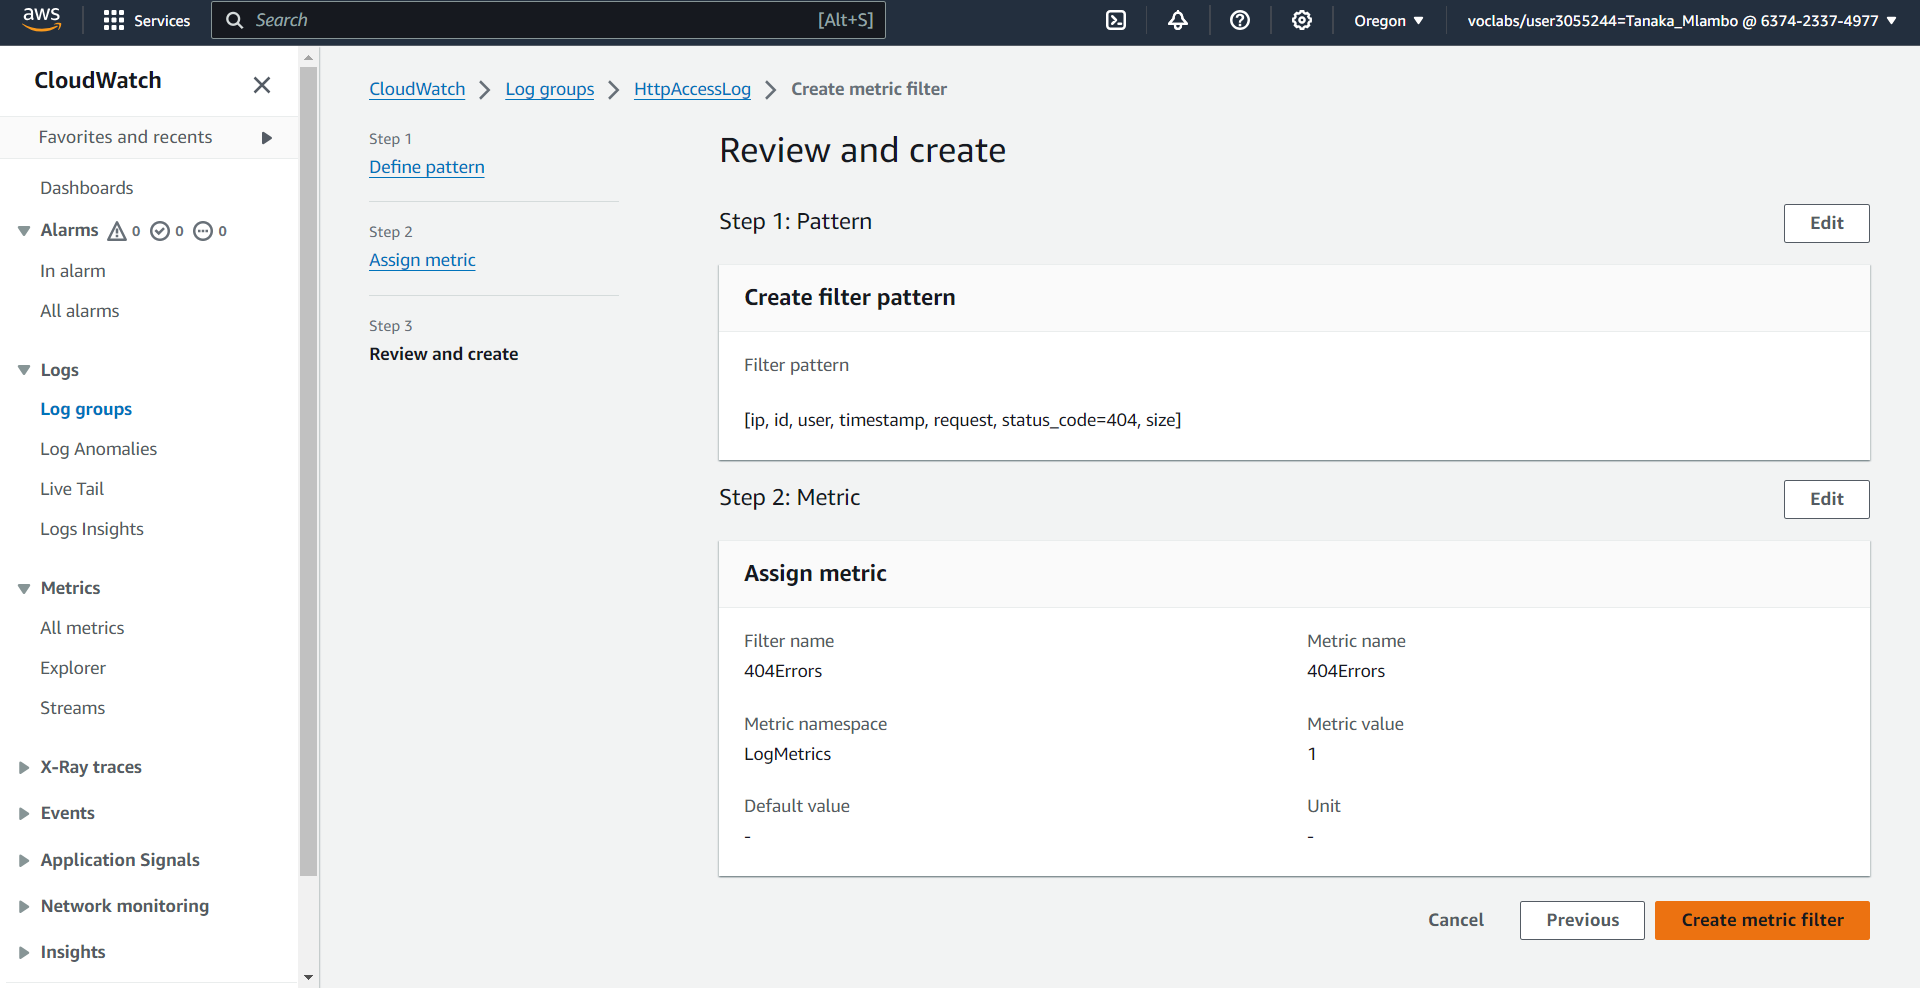 aws
Services
Search
[Alt+S]
Oregon
voclabs/user3055244=Tanaka_Mlambo @ 6374-2337-4977
CloudWatch
Favorites and recents
Dashboards
Alarms 0 0 0
In alarm
All alarms
Logs
Log groups
Log Anomalies
Live Tail
Logs Insights
Metrics
All metrics
Explorer
Streams
X-Ray traces
Events
Application Signals
Network monitoring
Insights
CloudWatch
Log groups
HttpAccessLog
Create metric filter
Step 1
Define pattern
Step 2
Assign metric
Step 3
Review and create
Review and create
Step 1: Pattern
Edit
Create filter pattern
Filter pattern
[ip, id, user, timestamp, request, status_code=404, size]
Step 2: Metric
Edit
Assign metric
Filter name
404Errors
Metric name
404Errors
Metric namespace
LogMetrics
Metric value
1
Default value
-
Unit
-
Cancel
Previous
Create metric filter